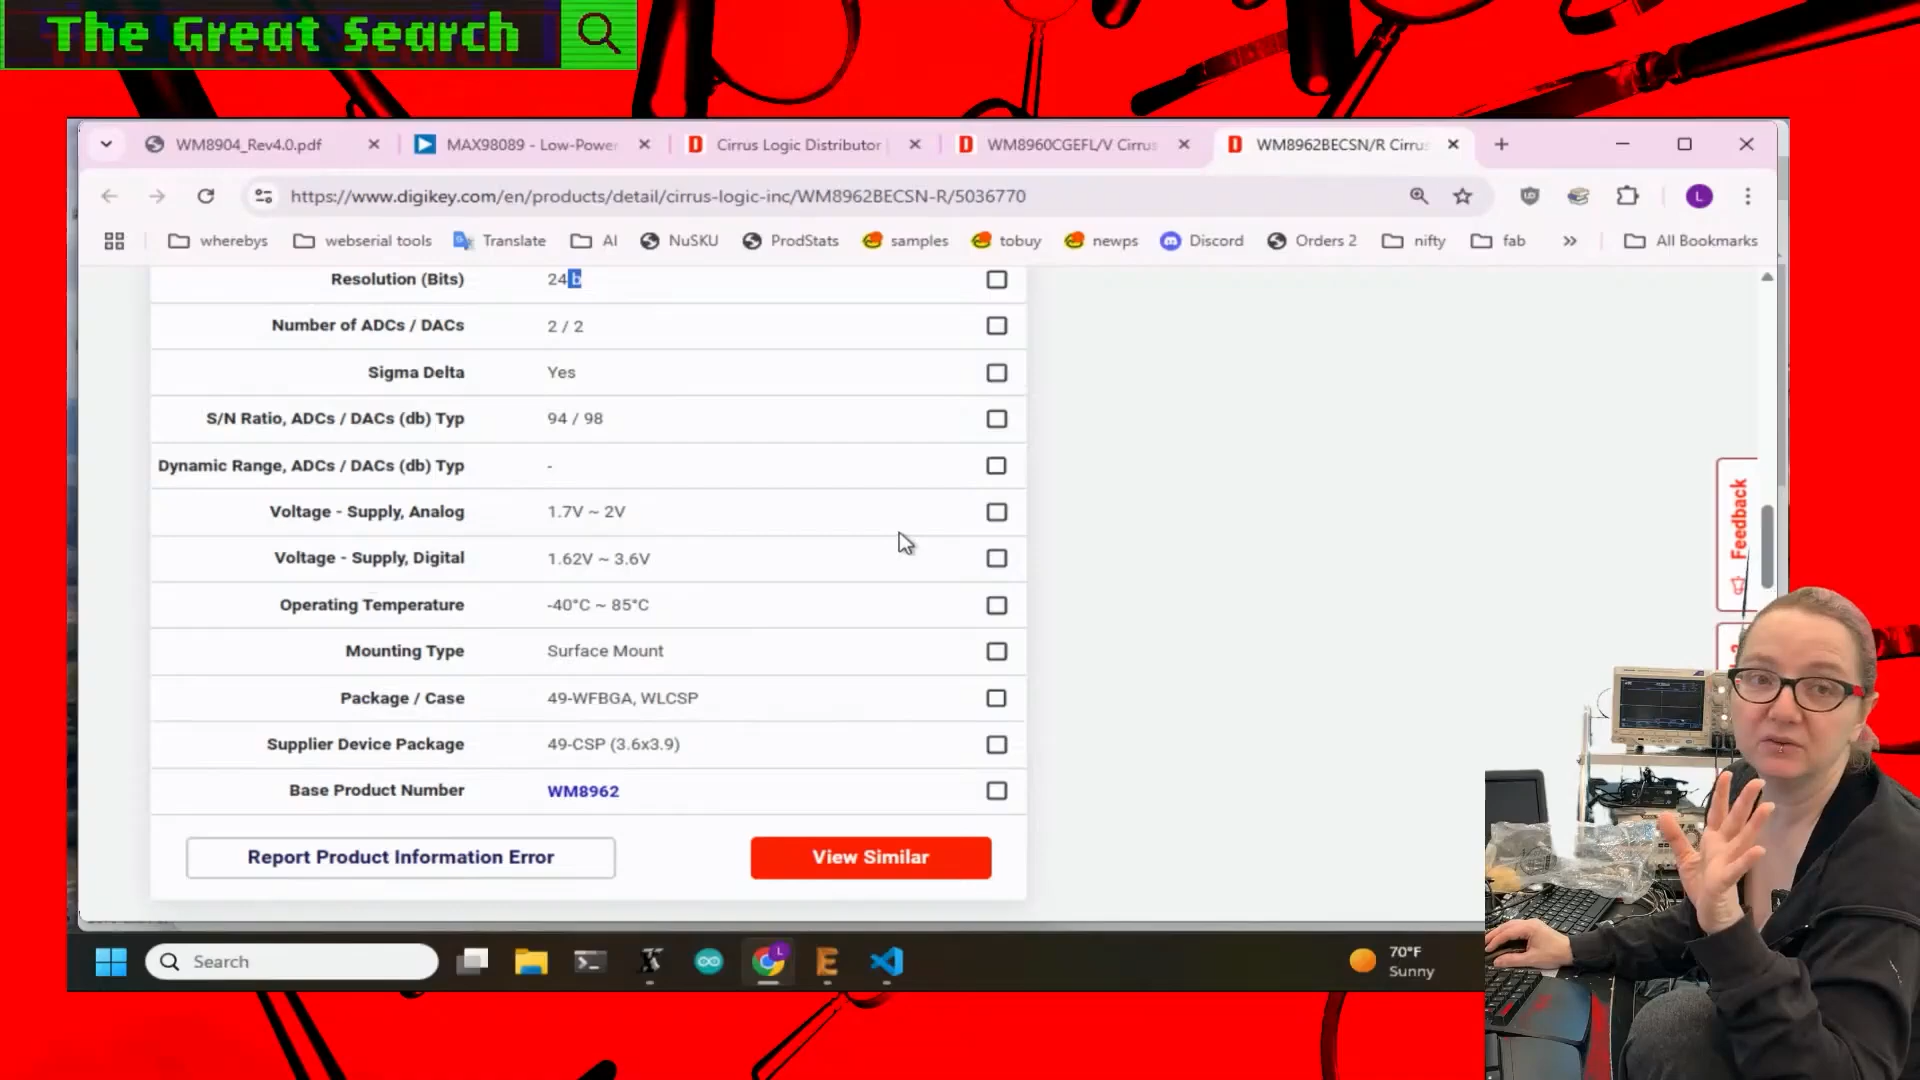 The Great Search
WM8904_Rev4.0.pdf
MAX98089 - Low-Power
Cirrus Logic Distributor
WM8960CGEFL/V Cirrus
WM8962BECSN/R Cirrus
https://www.digikey.com/en/products/detail/cirrus-logic-inc/WM8962BECSN-R/5036770
L
wherebys
webserial tools
Translate
AI
NuSKU
ProdStats
samples
tobuy
newps
Discord
Orders 2
nifty
fab
All Bookmarks
Resolution (Bits) 24 b
Number of ADCs / DACs 2 / 2
Sigma Delta Yes
S/N Ratio, ADCs / DACs (db) Typ 94 / 98
Dynamic Range, ADCs / DACs (db) Typ -
Voltage - Supply, Analog 1.7V ~ 2V
Voltage - Supply, Digital 1.62V ~ 3.6V
Operating Temperature -40°C ~ 85°C
Mounting Type Surface Mount
Package / Case 49-WFBGA, WLCSP
Supplier Device Package 49-CSP (3.6x3.9)
Base Product Number WM8962
Report Product Information Error
View Similar
Feedback
Search
70°F
Sunny